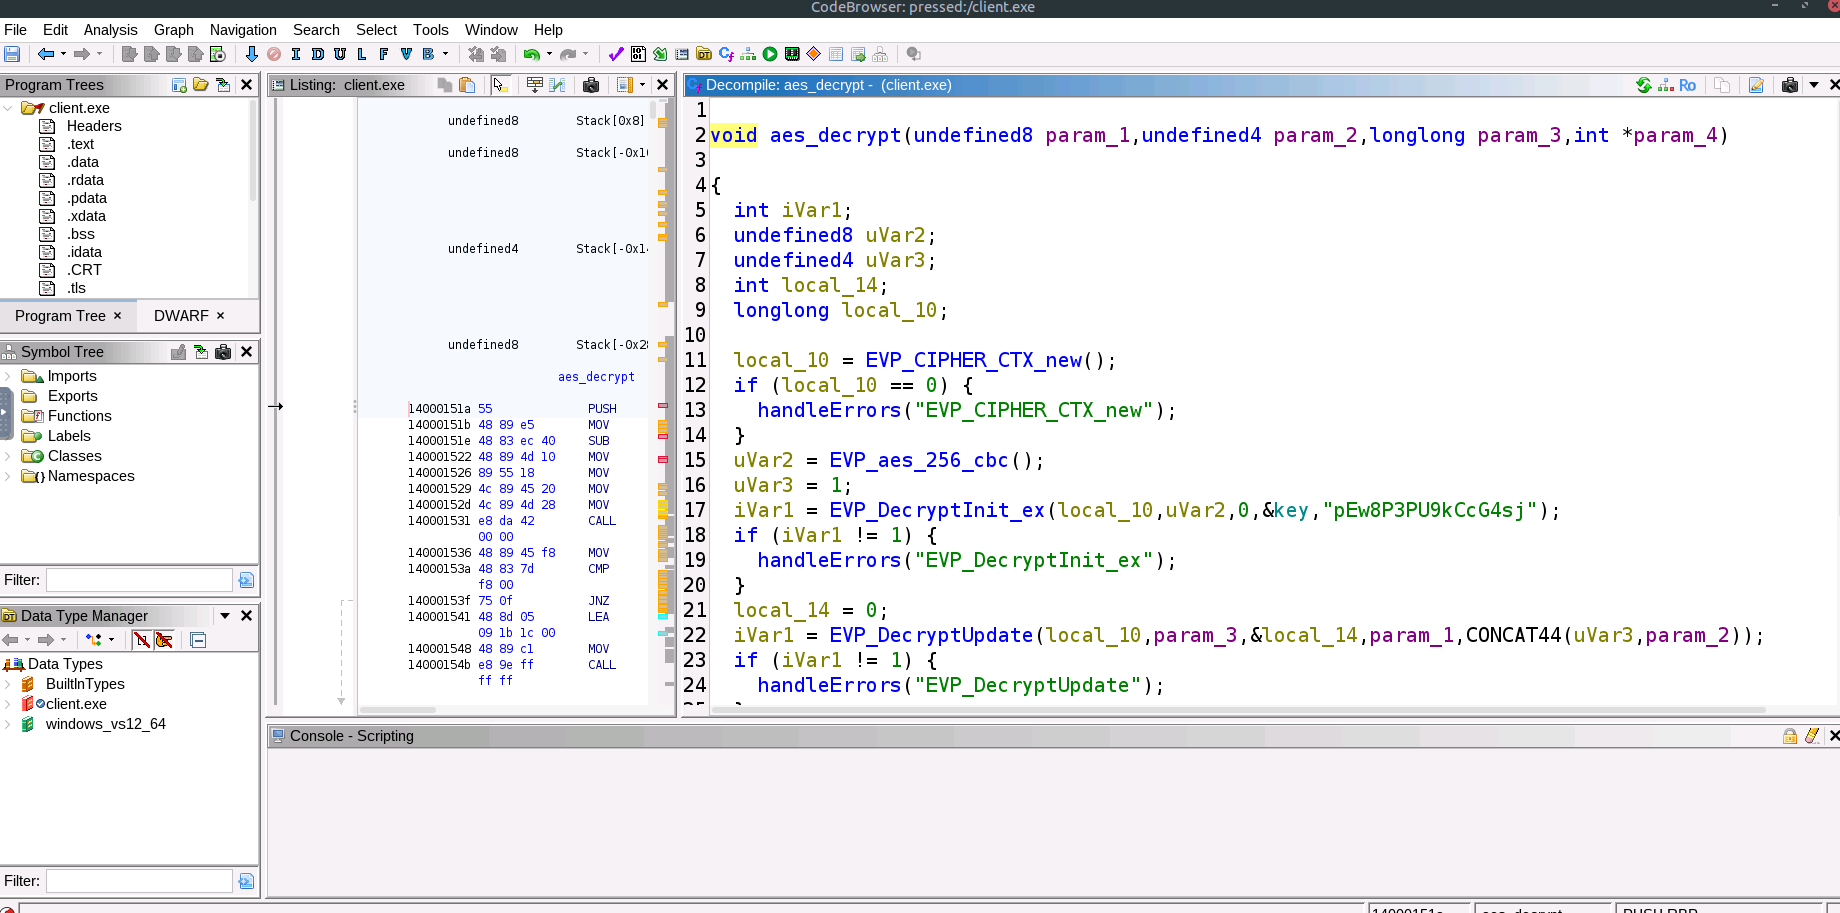 CodeBrowser: pressed:/client.exe
File Edit Analysis Graph Navigation Search Select Tools Window Help
I D U L F V B
Program Trees
client.exe
Headers
.text
.data
.rdata
.pdata
.xdata
.bss
.idata
.CRT
.tls
Program Tree × DWARF ×
Symbol Tree
Imports
Exports
Functions
Labels
Classes
Namespaces
Filter:
Data Type Manager
Data Types
BuiltInTypes
client.exe
windows_vs12_64
Filter:
Listing: client.exe
undefined8 Stack[0x8]
undefined8 Stack[-0x1
undefined4 Stack[-0x1
undefined8 Stack[-0x2
aes_decrypt
14000151a 55 PUSH
14000151b 48 89 e5 MOV
14000151e 48 83 ec 40 SUB
140001522 48 89 4d 10 MOV
140001526 89 55 18 MOV
140001529 4c 89 45 20 MOV
14000152d 4c 89 4d 28 MOV
140001531 e8 da 42 CALL
00 00
140001536 48 89 45 f8 MOV
14000153a 48 83 7d CMP
f8 00
14000153f 75 0f JNZ
140001541 48 8d 05 LEA
09 1b 1c 00
140001548 48 89 c1 MOV
14000154b e8 9e ff CALL
ff ff
Decompile: aes_decrypt - (client.exe)
Ro
1
2 void aes_decrypt(undefined8 param_1,undefined4 param_2,longlong param_3,int *param_4)
3
4 {
5 int iVar1;
6 undefined8 uVar2;
7 undefined4 uVar3;
8 int local_14;
9 longlong local_10;
10
11 local_10 = EVP_CIPHER_CTX_new();
12 if (local_10 == 0) {
13 handleErrors("EVP_CIPHER_CTX_new");
14 }
15 uVar2 = EVP_aes_256_cbc();
16 uVar3 = 1;
17 iVar1 = EVP_DecryptInit_ex(local_10,uVar2,0,&key,"pEw8P3PU9kCcG4sj");
18 if (iVar1 != 1) {
19 handleErrors("EVP_DecryptInit_ex");
20 }
21 local_14 = 0;
22 iVar1 = EVP_DecryptUpdate(local_10,param_3,&local_14,param_1,CONCAT44(uVar3,param_2));
23 if (iVar1 != 1) {
24 handleErrors("EVP_DecryptUpdate");
Console - Scripting